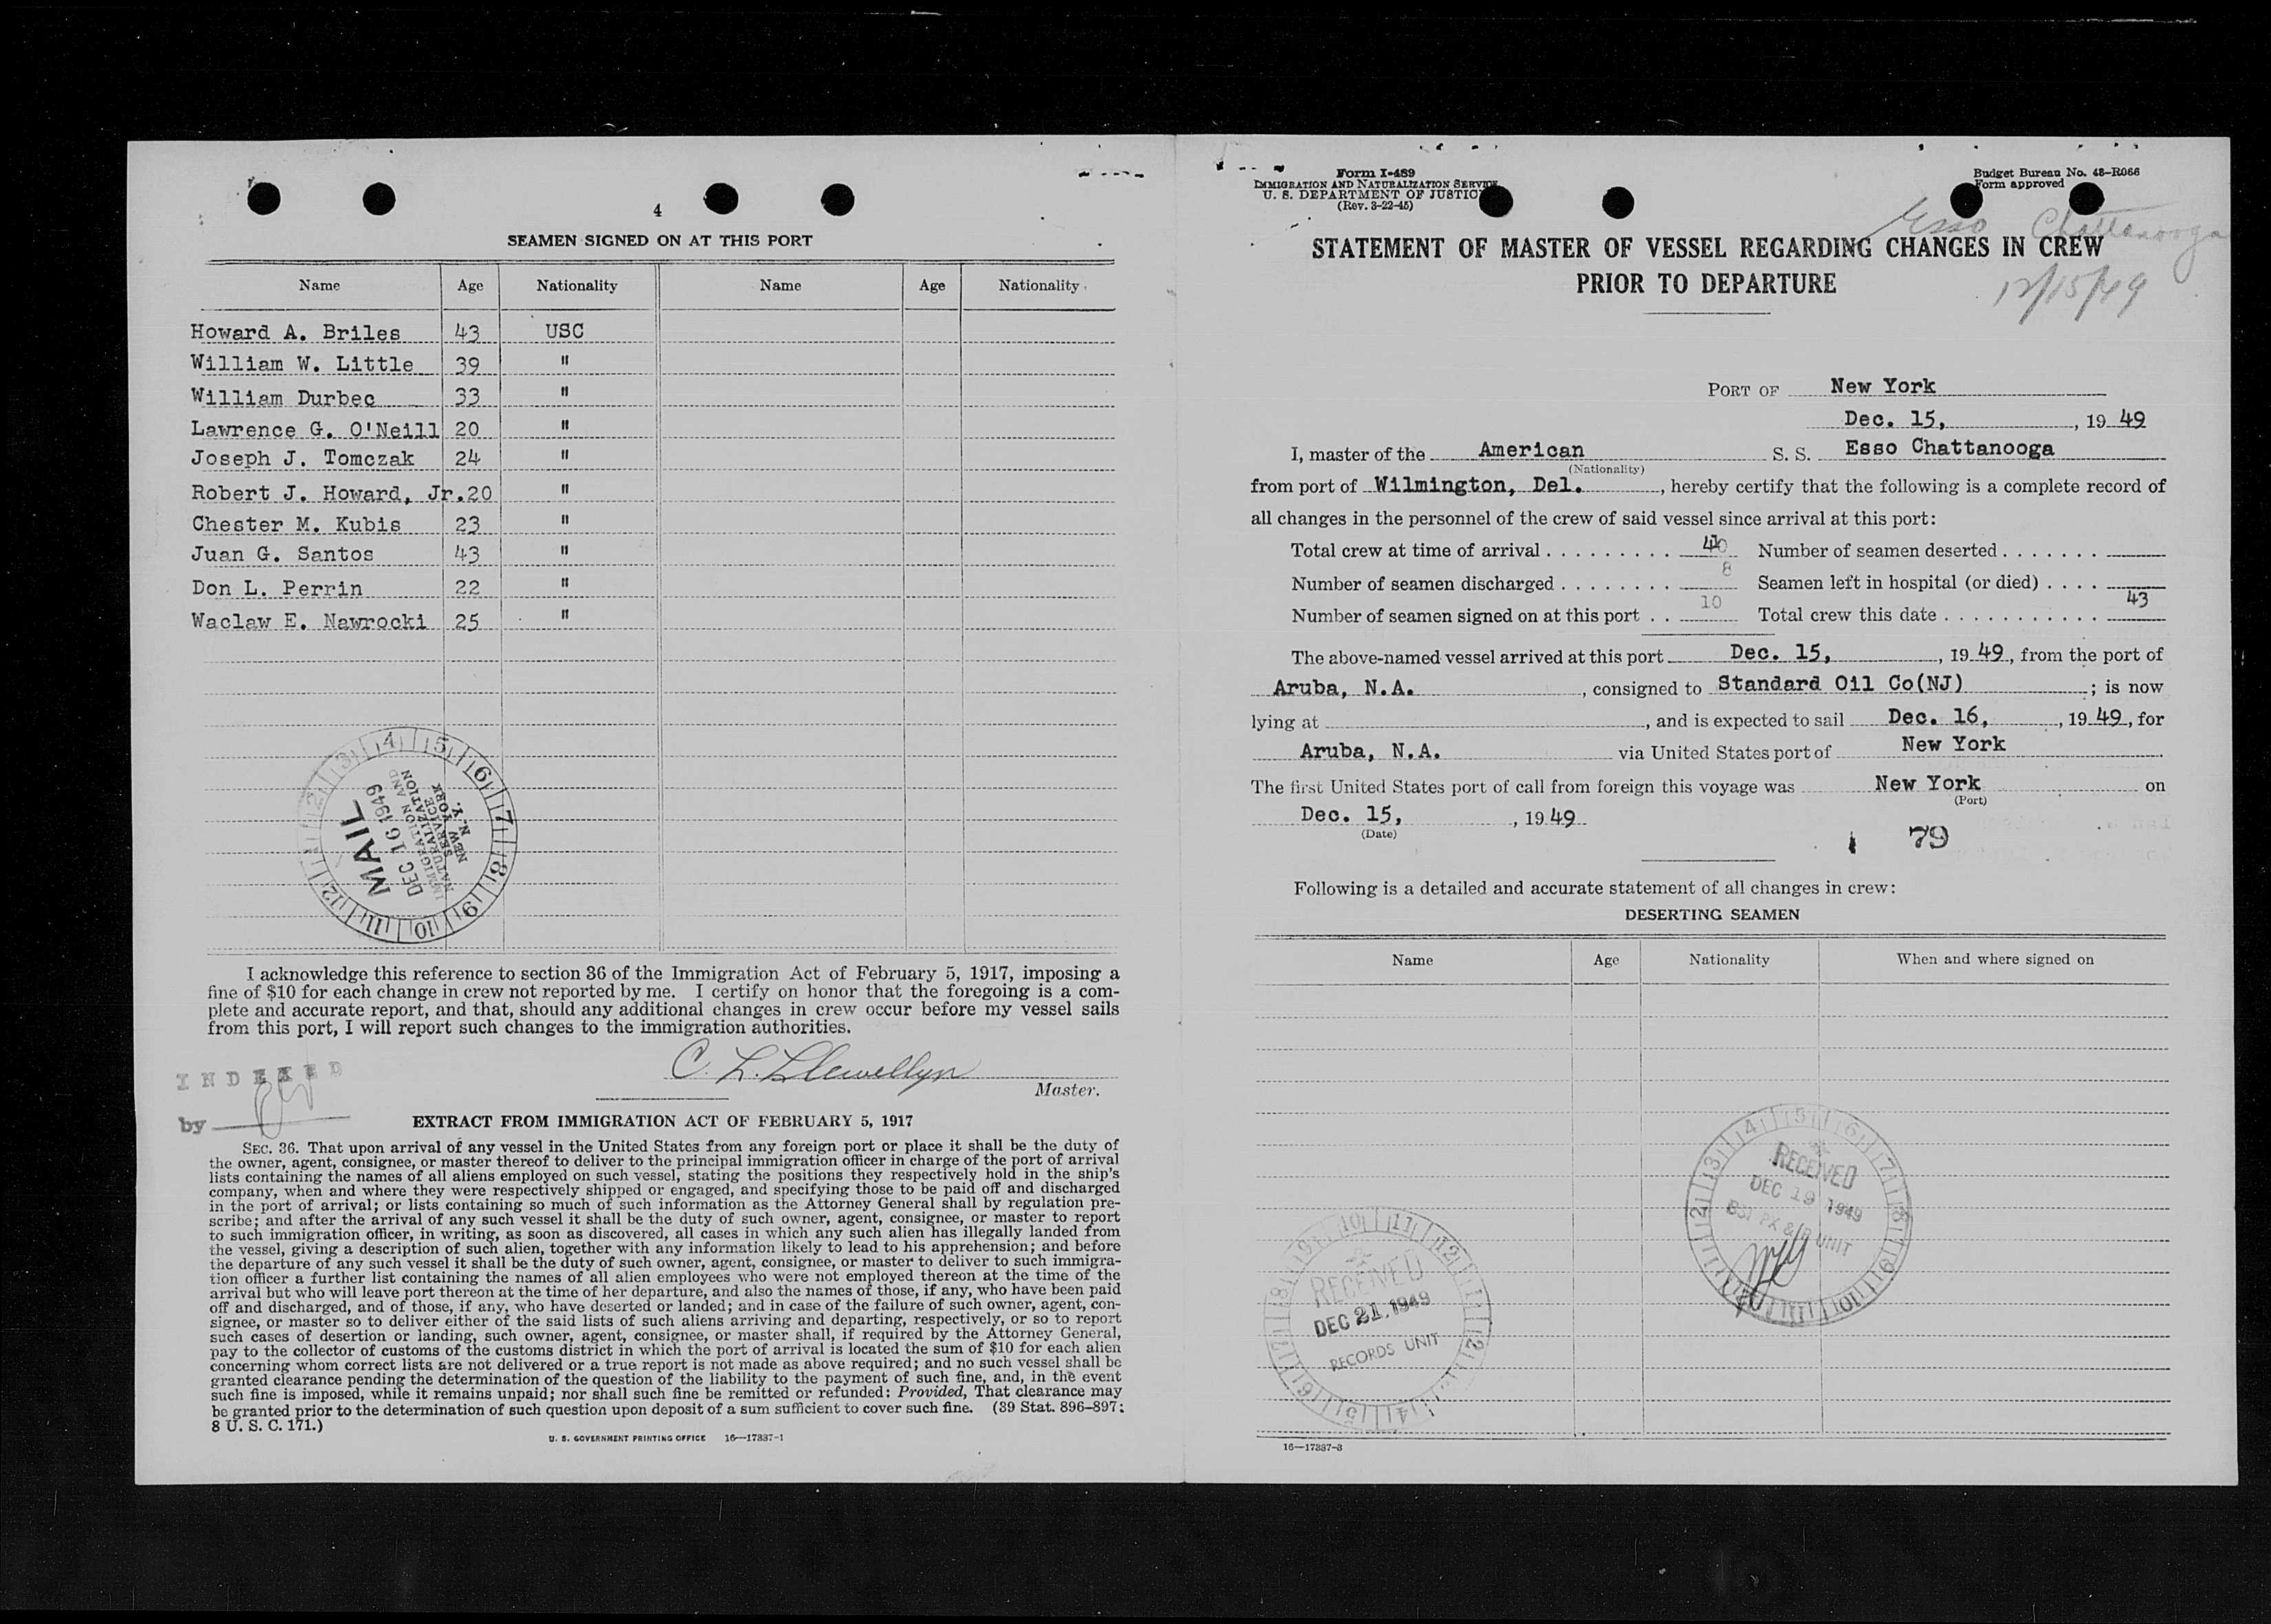 4
SEAMEN SIGNED ON AT THIS PORT
Name Age Nationality Name Age Nationality
Howard A. Briles 43 USC
William W. Little 39 "
William Durbec 33 "
Lawrence G. O'Neill 20 "
Joseph J. Tomczak 24 "
Robert J. Howard, Jr. 20 "
Chester M. Kubis 23 "
Juan G. Santos 43 "
Don L. Perrin 22 "
Waclaw E. Nawrocki 25 "
MAIL
DEC 16 1949
IMMIGRATION AND
NATURALIZATION
SERVICE
NEW YORK
N.Y.
I acknowledge this reference to section 36 of the Immigration Act of February 5, 1917, imposing a
fine of $10 for each change in crew not reported by me. I certify on honor that the foregoing is a com-
plete and accurate report, and that, should any additional changes in crew occur before my vessel sails
from this port, I will report such changes to the immigration authorities.
C. L. Llewellyn
Master.
INDEXED
by
EXTRACT FROM IMMIGRATION ACT OF FEBRUARY 5, 1917
SEC. 36. That upon arrival of any vessel in the United States from any foreign port or place it shall be the duty of
the owner, agent, consignee, or master thereof to deliver to the principal immigration officer in charge of the port of arrival
lists containing the names of all aliens employed on such vessel, stating the positions they respectively hold in the ship's
company, when and where they were respectively shipped or engaged, and specifying those to be paid off and discharged
in the port of arrival; or lists containing so much of such information as the Attorney General shall by regulation pre-
scribe; and after the arrival of any such vessel it shall be the duty of such owner, agent, consignee, or master to report
to such immigration officer, in writing, as soon as discovered, all cases in which any such alien has illegally landed from
the vessel, giving a description of such alien, together with any information likely to lead to his apprehension; and before
the departure of any such vessel it shall be the duty of such owner, agent, consignee, or master to deliver to such immigra-
tion officer a further list containing the names of all alien employees who were not employed thereon at the time of the
arrival but who will leave port thereon at the time of her departure, and also the names of those, if any, who have been paid
off and discharged, and of those, if any, who have deserted or landed; and in case of the failure of such owner, agent, con-
signee, or master so to deliver either of the said lists of such aliens arriving and departing, respectively, or so to report
such cases of desertion or landing, such owner, agent, consignee, or master shall, if required by the Attorney General,
pay to the collector of customs of the customs district in which the port of arrival is located the sum of $10 for each alien
concerning whom correct lists are not delivered or a true report is not made as above required; and no such vessel shall be
granted clearance pending the determination of the question of the liability to the payment of such fine, and, in the event
such fine is imposed, while it remains unpaid; nor shall such fine be remitted or refunded: Provided, That clearance may
be granted prior to the determination of such question upon deposit of a sum sufficient to cover such fine. (39 Stat. 896–897;
8 U. S. C. 171.)
U. S. GOVERNMENT PRINTING OFFICE 16—17337-1
Form I-489
IMMIGRATION AND NATURALIZATION SERVICE
U. S. DEPARTMENT OF JUSTICE
(Rev. 3-22-45)
Budget Bureau No. 43-R066
Form approved
Esso Chattanooga
12/15/49
STATEMENT OF MASTER OF VESSEL REGARDING CHANGES IN CREW
PRIOR TO DEPARTURE
PORT OF New York
Dec. 15, , 19 49
I, master of the American S. S. Esso Chattanooga
(Nationality)
from port of Wilmington, Del. , hereby certify that the following is a complete record of
all changes in the personnel of the crew of said vessel since arrival at this port:
Total crew at time of arrival . . . . . . . . . Number of seamen deserted . . . . . . .
Number of seamen discharged . . . . . . . . 8 Seamen left in hospital (or died) . . . .
Number of seamen signed on at this port . . 10 Total crew this date . . . . . . . . . . . 43
The above-named vessel arrived at this port Dec. 15, , 19 49, from the port of
Aruba, N.A. , consigned to Standard Oil Co(NJ) ; is now
lying at , and is expected to sail Dec. 16, , 19 49, for
Aruba, N.A. via United States port of New York
The first United States port of call from foreign this voyage was New York on
(Port)
Dec. 15, , 19 49
(Date)
79
Following is a detailed and accurate statement of all changes in crew:
DESERTING SEAMEN
Name Age Nationality When and where signed on
RECEIVED
DEC 19 1949
UNIT
RECEIVED
DEC 21 1949
RECORDS UNIT
16—17337-3